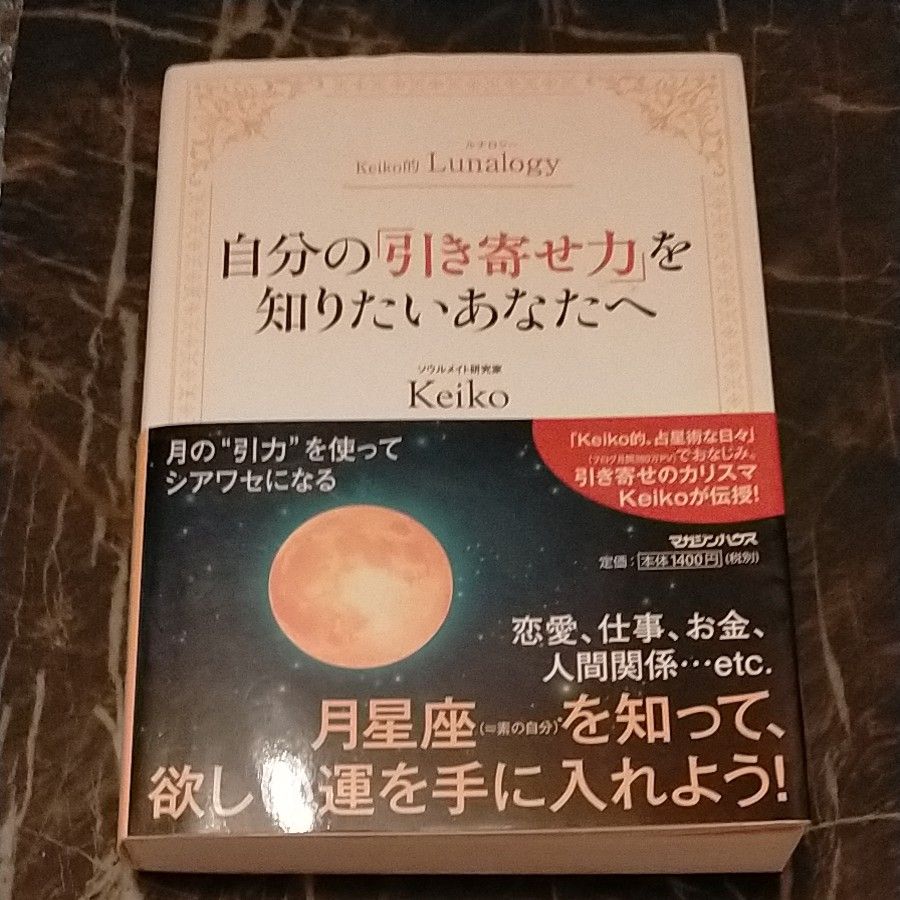 ルナロジー
Keiko的 Lunalogy
自分の「引き寄せ力」を
知りたいあなたへ
ソウルメイト研究家
Keiko
月の“引力”を使って
シアワセになる
「Keiko的、占星術な日々」
でおなじみ。
引き寄せのカリスマ
Keikoが伝授!
マガジンハウス
定価:本体1400円(税別)
恋愛、仕事、お金、
人間関係…etc.
月星座(=素の自分)を知って、
欲し 運を手に入れよう!